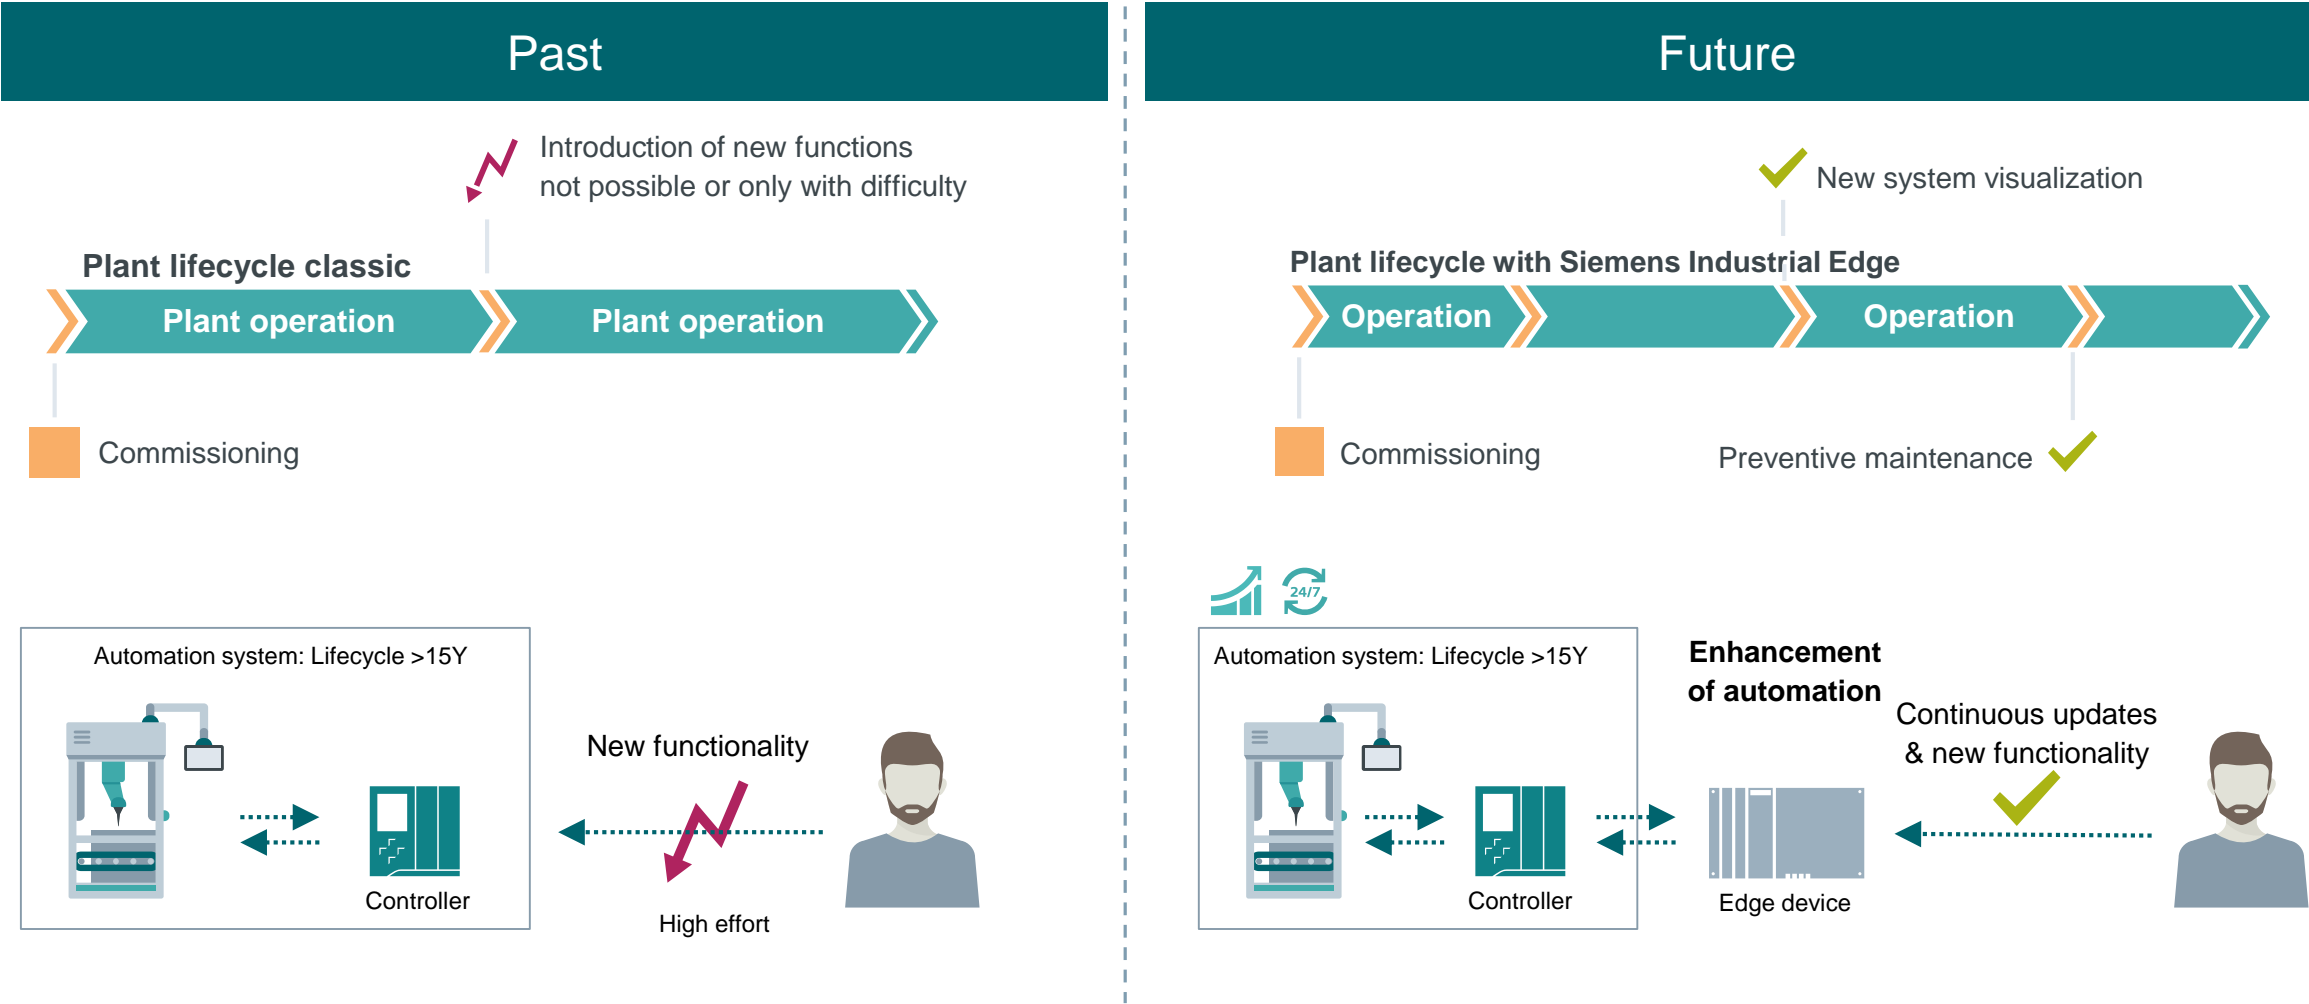 Past
Introduction of new functions
not possible or only with difficulty
Plant lifecycle classic
Plant operation
Plant operation
Commissioning
Automation system: Lifecycle >15Y
New functionality
Controller
High effort
Future
New system visualization
Plant lifecycle with Siemens Industrial Edge
Operation
Operation
Commissioning
Preventive maintenance
24/7
Automation system: Lifecycle >15Y
Enhancement
of automation
Continuous updates
& new functionality
Controller
Edge device